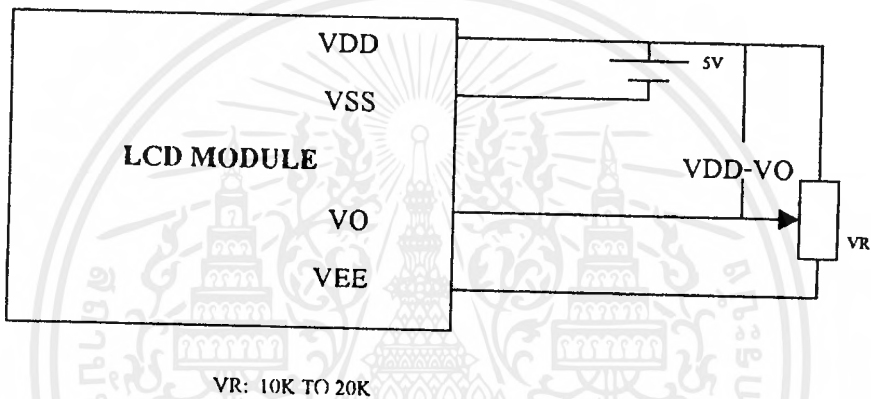 VDD
5V
VSS
LCD MODULE
VDD-VO
VO
VR
VEE
VR: 10K TO 20K